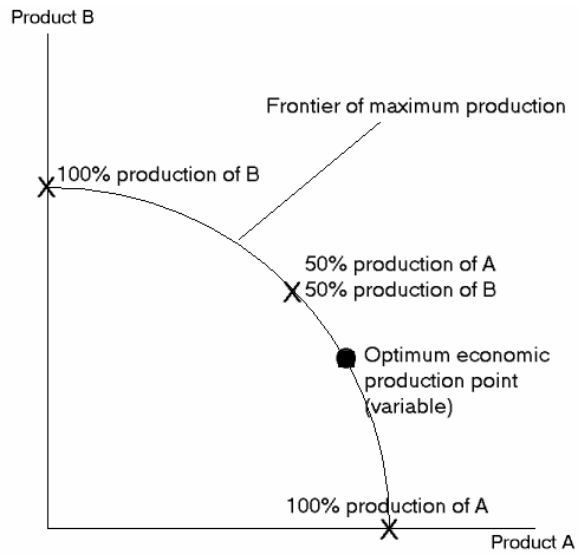 Product B
Frontier of maximum production
100% production of B
50% production of A
50% production of B
Optimum economic
production point
(variable)
100% production of A
Product A